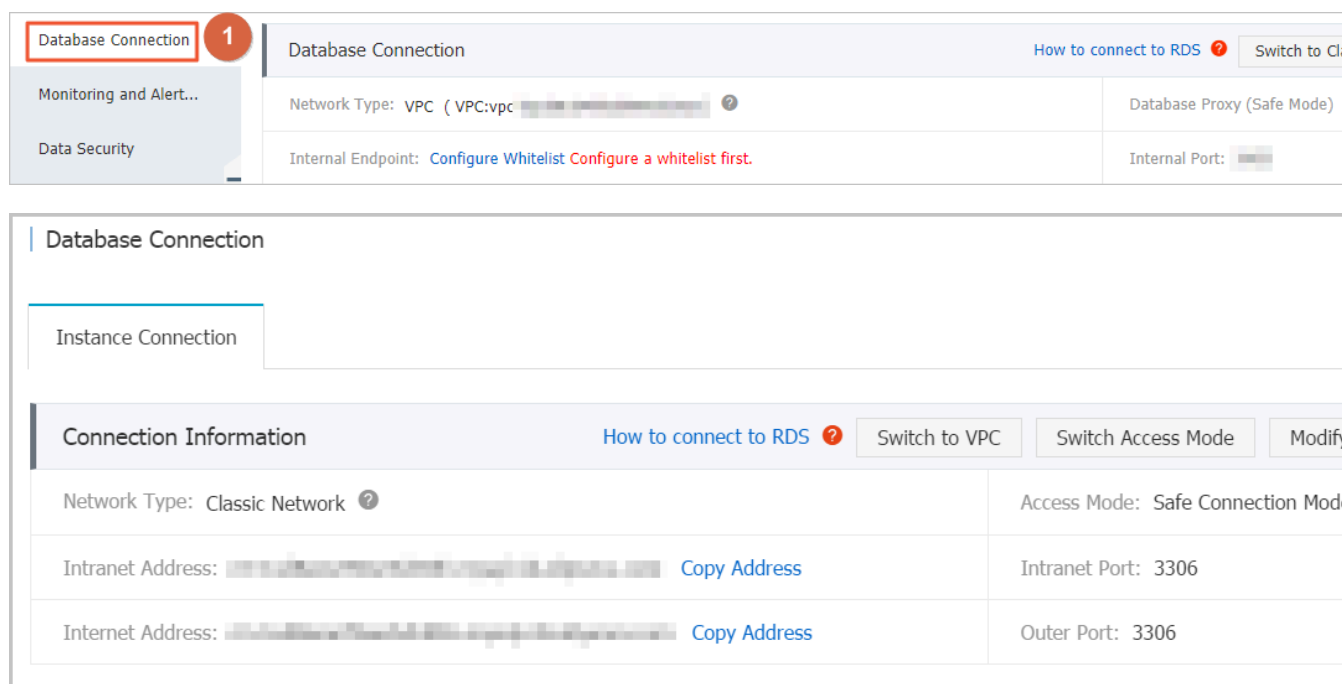 Database Connection
1
Monitoring and Alert...
Data Security
Database Connection
How to connect to RDS ?
Switch to Cl
Network Type: VPC ( VPC:vpc ?
Database Proxy (Safe Mode)
Internal Endpoint: Configure Whitelist Configure a whitelist first.
Internal Port:
Database Connection
Instance Connection
Connection Information
How to connect to RDS ?
Switch to VPC
Switch Access Mode
Modify
Network Type: Classic Network ?
Access Mode: Safe Connection Mod
Intranet Address: Copy Address
Intranet Port: 3306
Internet Address: Copy Address
Outer Port: 3306